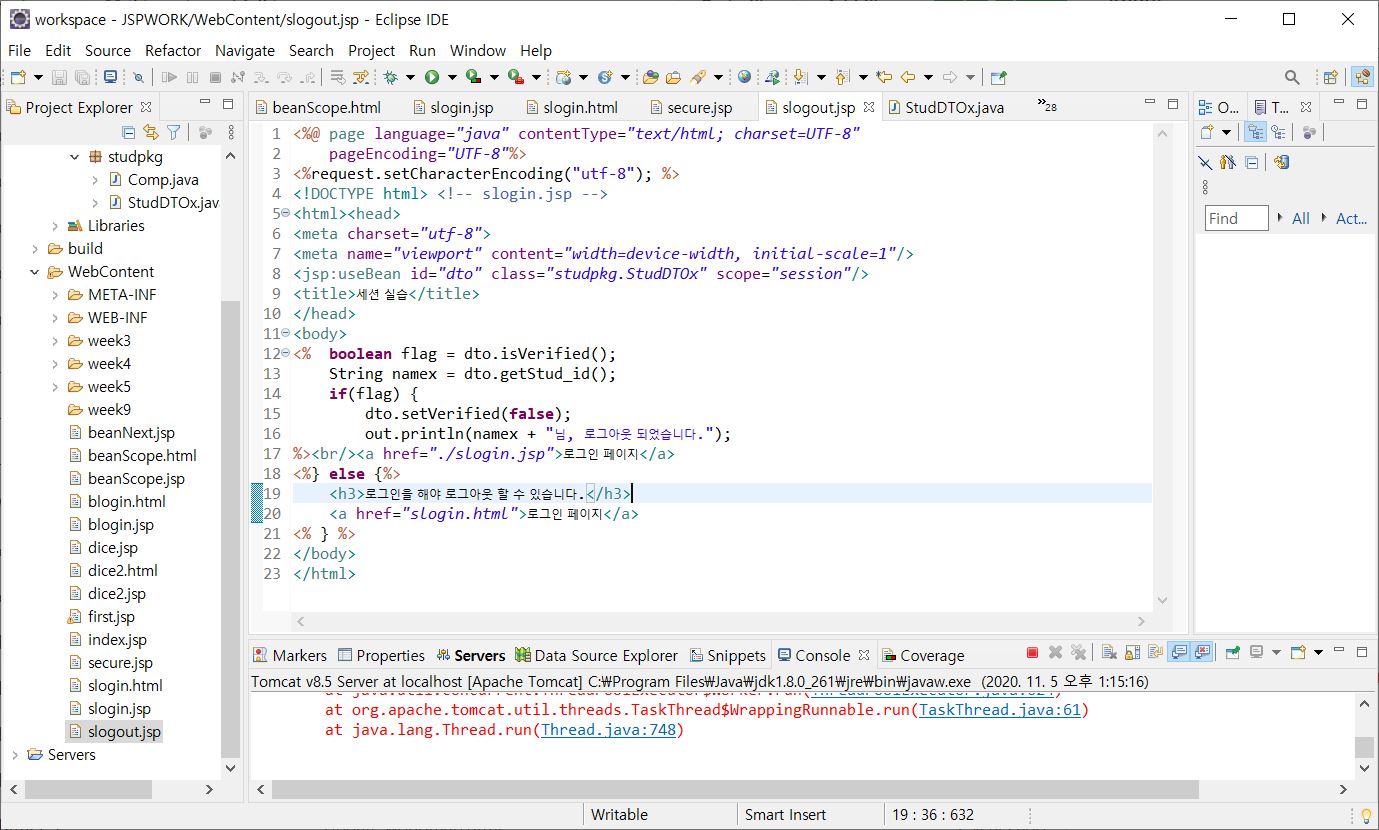 workspace - JSPWORK/WebContent/slogout.jsp - Eclipse IDE
File Edit Source Refactor Navigate Search Project Run Window Help
Project Explorer
studpkg
Comp.java
StudDTOx.jav
Libraries
build
WebContent
META-INF
WEB-INF
week3
week4
week5
week9
beanNext.jsp
beanScope.html
beanScope.jsp
blogin.html
blogin.jsp
dice.jsp
dice2.html
dice2.jsp
first.jsp
index.jsp
secure.jsp
slogin.html
slogin.jsp
slogout.jsp
Servers
beanScope.html slogin.jsp slogin.html secure.jsp slogout.jsp StudDTOx.java »28
1 <%@ page language="java" contentType="text/html; charset=UTF-8"
2 pageEncoding="UTF-8"%>
3 <%request.setCharacterEncoding("utf-8"); %>
4 <!DOCTYPE html> <!-- slogin.jsp -->
5 <html><head>
6 <meta charset="utf-8">
7 <meta name="viewport" content="width=device-width, initial-scale=1"/>
8 <jsp:useBean id="dto" class="studpkg.StudDTOx" scope="session"/>
9 <title>세션 실습</title>
10 </head>
11 <body>
12 <% boolean flag = dto.isVerified();
13 String namex = dto.getStud_id();
14 if(flag) {
15 dto.setVerified(false);
16 out.println(namex + "님, 로그아웃 되었습니다.");
17 %><br/><a href="./slogin.jsp">로그인 페이지</a>
18 <%} else {%>
19 <h3>로그인을 해야 로그아웃 할 수 있습니다.</h3>
20 <a href="slogin.html">로그인 페이지</a>
21 <% } %>
22 </body>
23 </html>
O... T...
Find All Act...
Markers Properties Servers Data Source Explorer Snippets Console Coverage
Tomcat v8.5 Server at localhost [Apache Tomcat] C:₩Program Files₩Java₩jdk1.8.0_261₩jre₩bin₩javaw.exe (2020. 11. 5 오후 1:15:16)
at java.util.concurrent.ThreadPoolExecutor$Worker.run(ThreadPoolExecutor.java:624)
at org.apache.tomcat.util.threads.TaskThread$WrappingRunnable.run(TaskThread.java:61)
at java.lang.Thread.run(Thread.java:748)
Writable Smart Insert 19 : 36 : 632